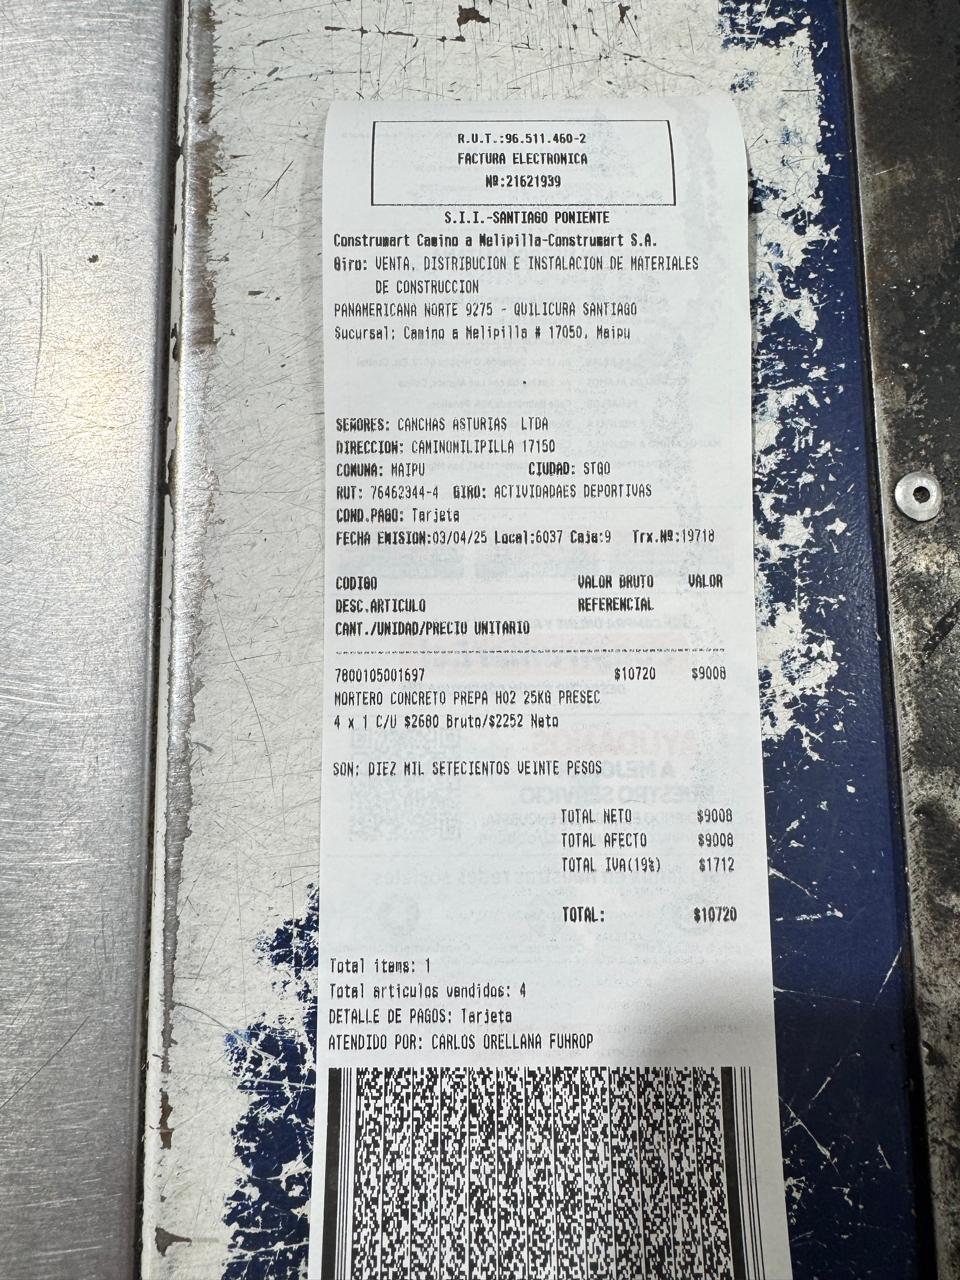 R.U.T.:96.511.460-2
FACTURA ELECTRONICA
Nº:21621939
S.I.I.-SANTIAGO PONIENTE
Construmart Camino a Melipilla-Construmart S.A.
Giro: VENTA, DISTRIBUCION E INSTALACION DE MATERIALES
DE CONSTRUCCION
PANAMERICANA NORTE 9275 - QUILICURA SANTIAGO
Sucursal: Camino a Melipilla # 17050, Maipu
SEÑORES: CANCHAS ASTURIAS LTDA
DIRECCION: CAMINOMILIPILLA 17150
COMUNA: MAIPU CIUDAD: STGO
RUT: 76462344-4 GIRO: ACTIVIDADAES DEPORTIVAS
COND.PAGO: Tarjeta
FECHA EMISION:03/04/25 Local:6037 Caja:9 Trx.Nº:19718
CODIGO VALOR BRUTO VALOR
DESC.ARTICULO REFERENCIAL
CANT./UNIDAD/PRECIO UNITARIO
7800105001697 $10720 $9008
MORTERO CONCRETO PREPA H02 25KG PRESEC
4 x 1 C/U $2680 Bruto/$2252 Neto
SON: DIEZ MIL SETECIENTOS VEINTE PESOS
TOTAL NETO $9008
TOTAL AFECTO $9008
TOTAL IVA(19%) $1712
TOTAL: $10720
Total items: 1
Total articulos vendidos: 4
DETALLE DE PAGOS: Tarjeta
ATENDIDO POR: CARLOS ORELLANA FUHROP